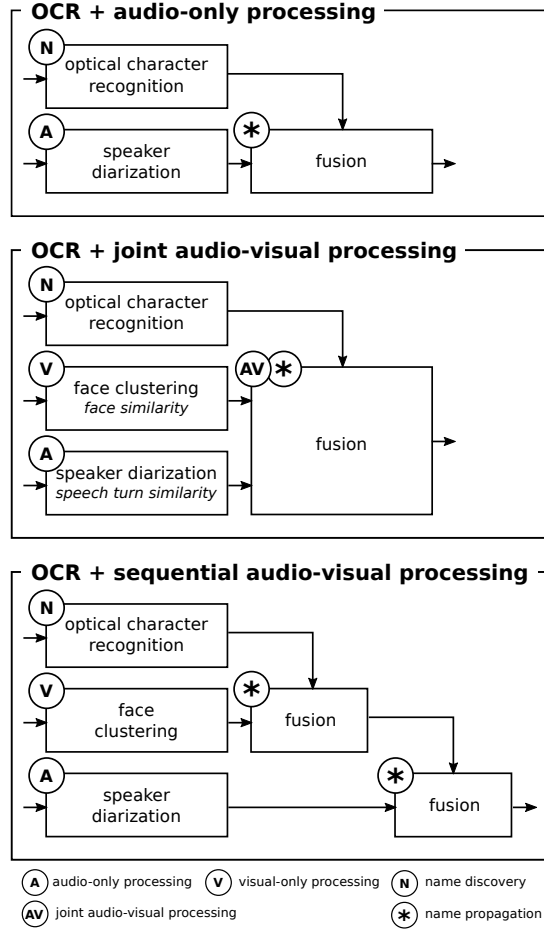 OCR + audio-only processing
N
optical character
recognition
A
speaker
diarization
*
fusion
OCR + joint audio-visual processing
N
optical character
recognition
V
face clustering
face similarity
AV
*
fusion
A
speaker diarization
speech turn similarity
OCR + sequential audio-visual processing
N
optical character
recognition
V
face
clustering
*
fusion
A
speaker
diarization
*
fusion
A audio-only processing
V visual-only processing
N name discovery
AV joint audio-visual processing
* name propagation